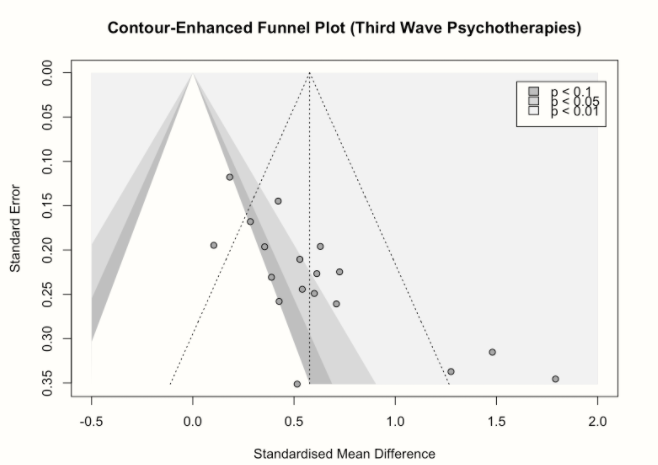 Contour-Enhanced Funnel Plot (Third Wave Psychotherapies)
p < 0.1
p < 0.05
p < 0.01
Standard Error
0.00
0.05
0.10
0.15
0.20
0.25
0.30
0.35
-0.5 0.0 0.5 1.0 1.5 2.0
Standardised Mean Difference